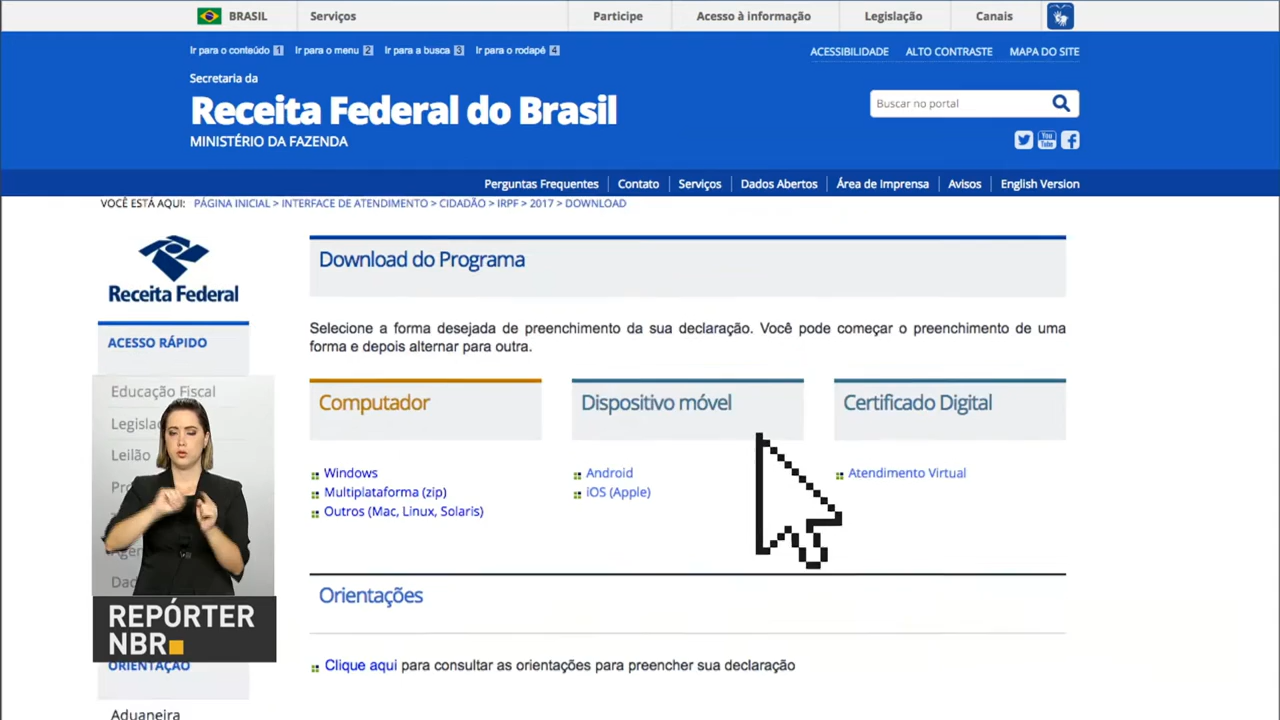 BRASIL Serviços Participe Acesso à informação Legislação Canais
Ir para o conteúdo 1 Ir para o menu 2 Ir para a busca 3 Ir para o rodapé 4 ACESSIBILIDADE ALTO CONTRASTE MAPA DO SITE
Secretaria da
Receita Federal do Brasil
MINISTÉRIO DA FAZENDA
Buscar no portal
You Tube
Perguntas Frequentes Contato Serviços Dados Abertos Área de Imprensa Avisos English Version
VOCÊ ESTÁ AQUI: PÁGINA INICIAL > INTERFACE DE ATENDIMENTO > CIDADÃO > IRPF > 2017 > DOWNLOAD
Receita Federal
ACESSO RÁPIDO
Educação Fiscal
Leilão
REPÓRTER
NBR
ORIENTAÇÃO
Aduaneira
Download do Programa
Selecione a forma desejada de preenchimento da sua declaração. Você pode começar o preenchimento de uma
forma e depois alternar para outra.
Computador
Windows
Multiplataforma (zip)
Outros (Mac, Linux, Solaris)
Dispositivo móvel
Android
iOS (Apple)
Certificado Digital
Atendimento Virtual
Orientações
Clique aqui para consultar as orientações para preencher sua declaração